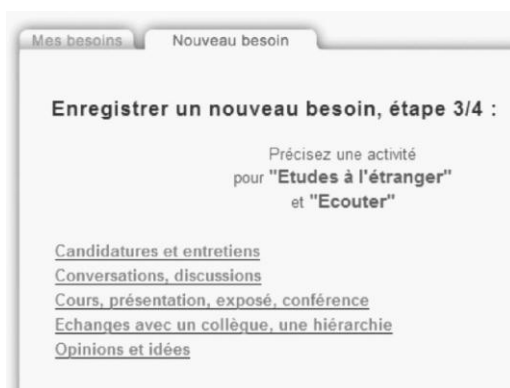 Mes besoins
Nouveau besoin
Enregistrer un nouveau besoin, étape 3/4 :
Précisez une activité
pour "Etudes à l'étranger"
et "Ecouter"
Candidatures et entretiens
Conversations, discussions
Cours, présentation, exposé, conférence
Echanges avec un collègue, une hiérarchie
Opinions et idées